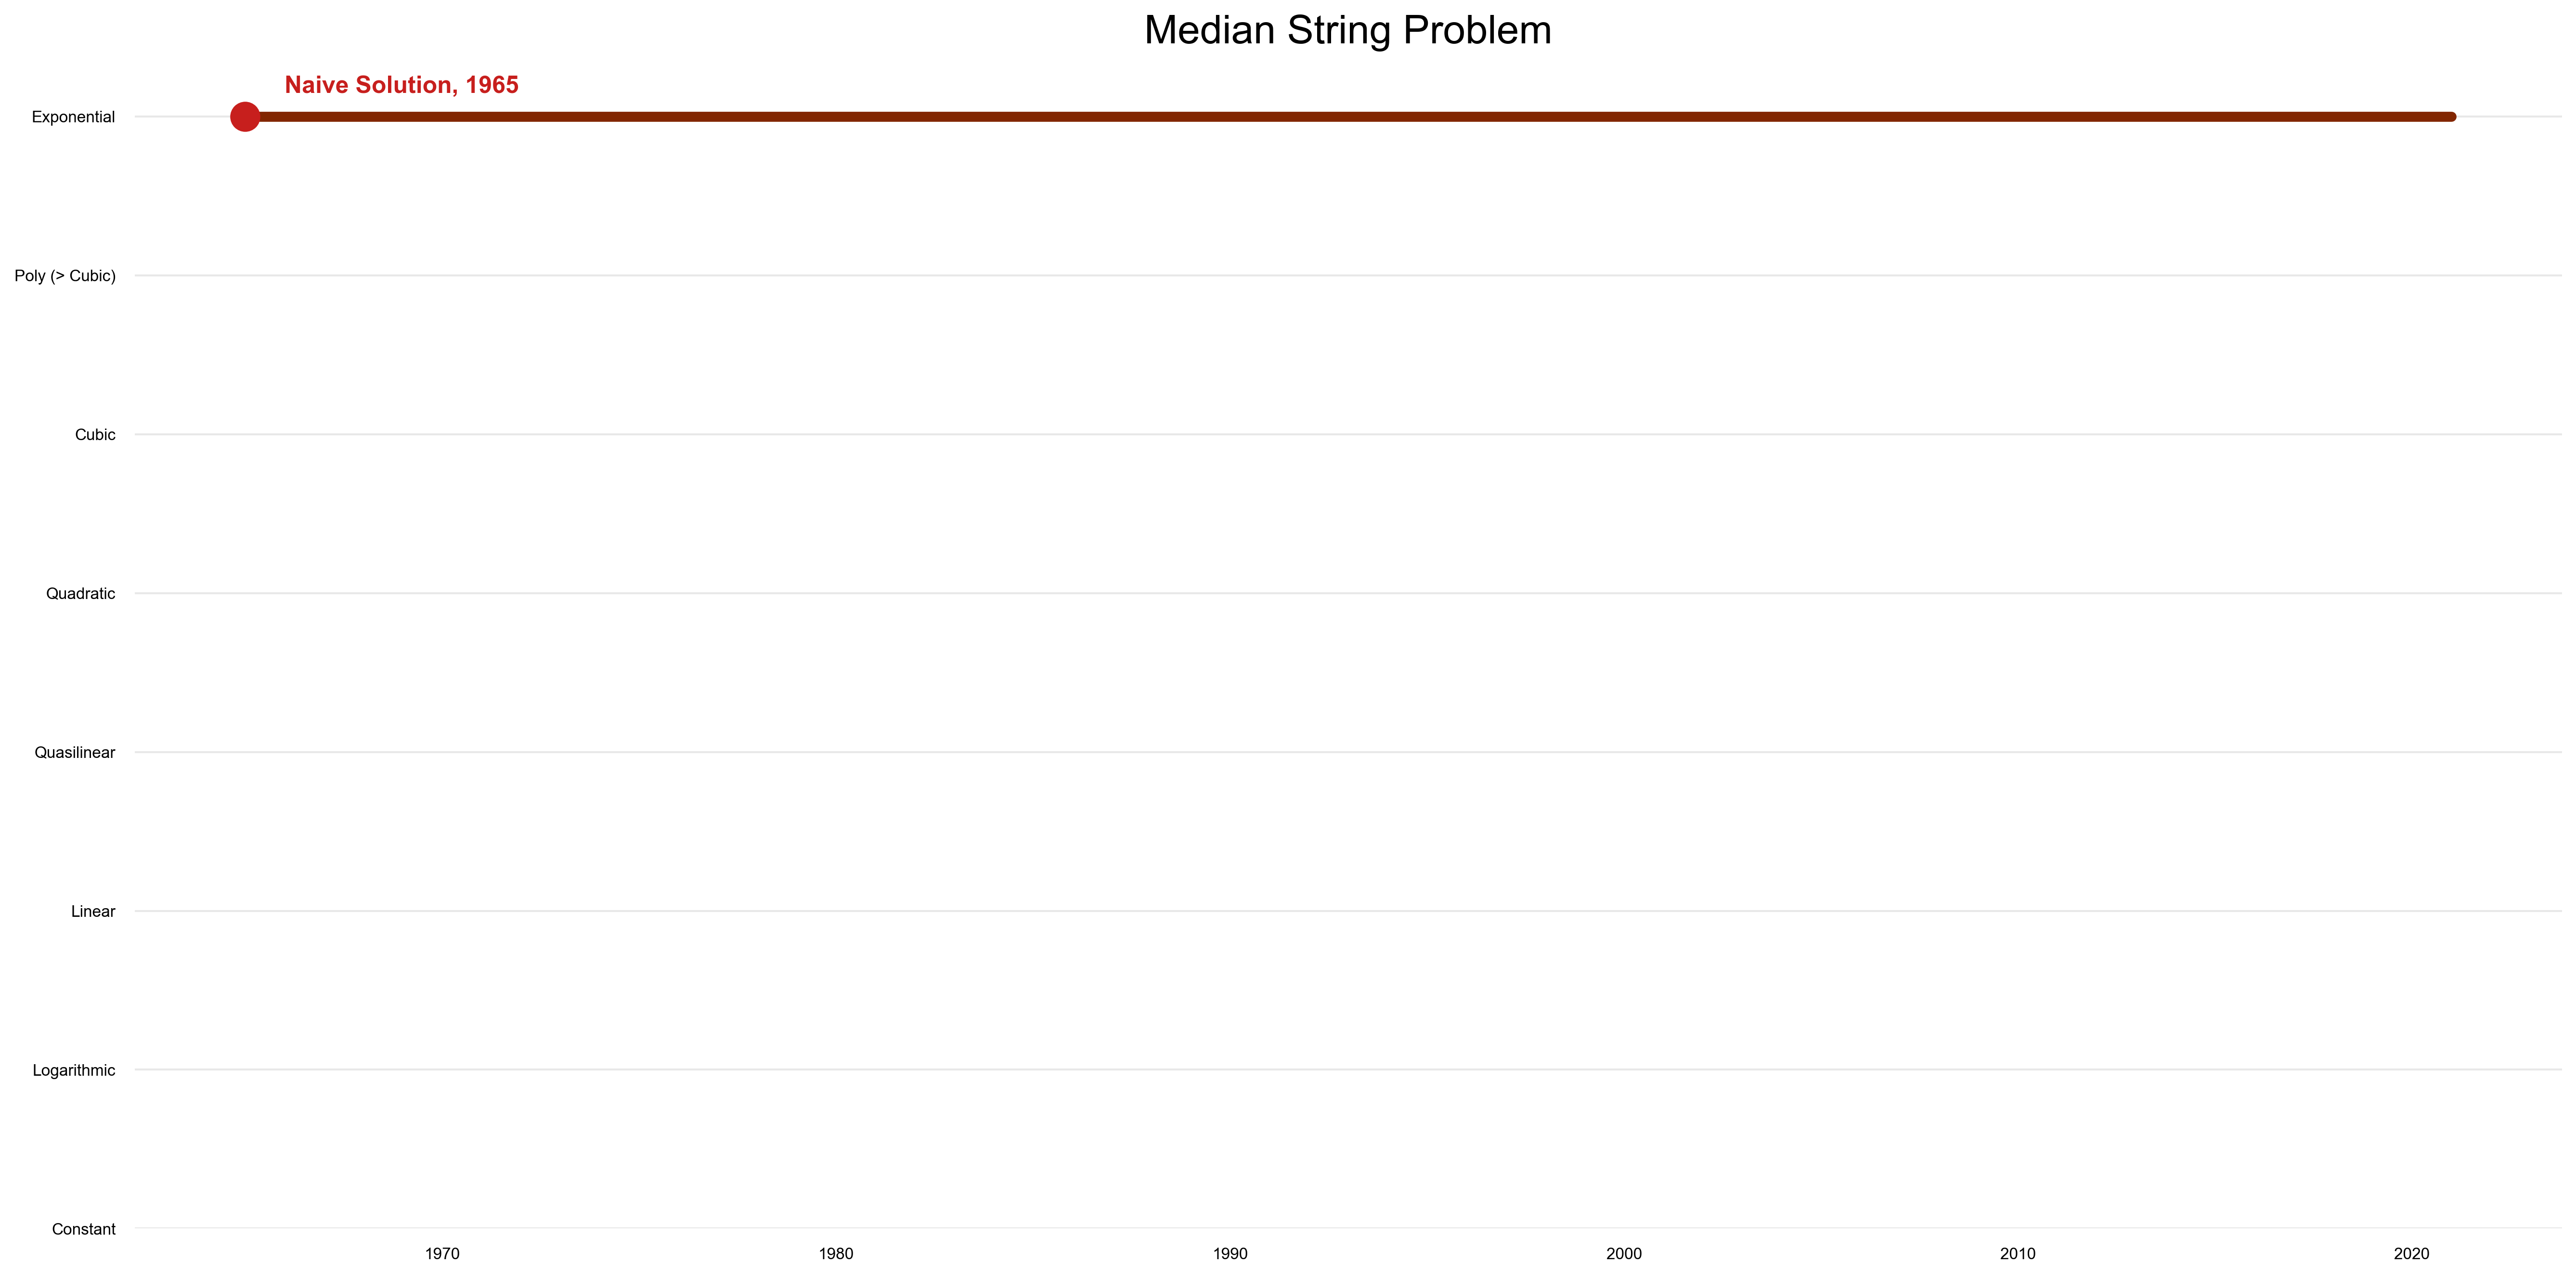 Median String Problem
Naive Solution, 1965
Exponential
Poly (> Cubic)
Cubic
Quadratic
Quasilinear
Linear
Logarithmic
Constant
1970 1980 1990 2000 2010 2020